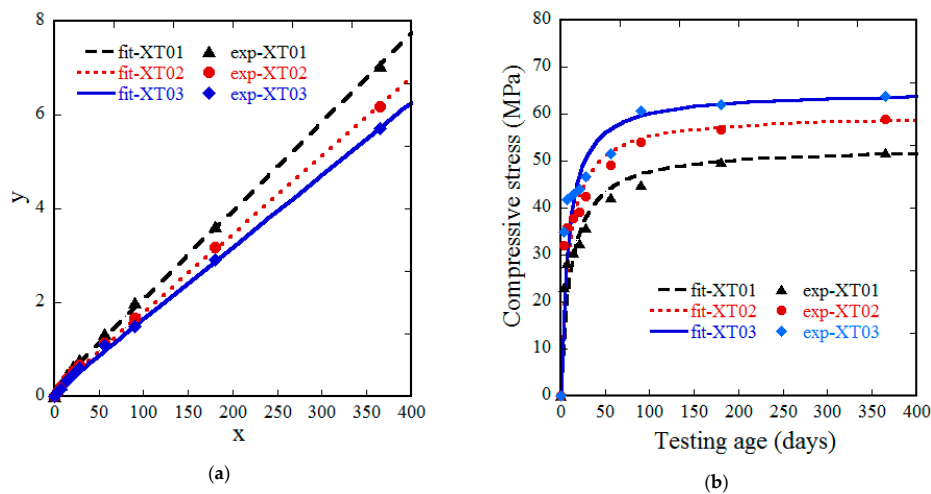 8
6
4
2
0
y
fit-XT01 exp-XT01
fit-XT02 exp-XT02
fit-XT03 exp-XT03
0 50 100 150 200 250 300 350 400
x
(a)
80
70
60
50
40
30
20
10
0
Compressive stress (MPa)
fit-XT01 exp-XT01
fit-XT02 exp-XT02
fit-XT03 exp-XT03
0 50 100 150 200 250 300 350 400
Testing age (days)
(b)